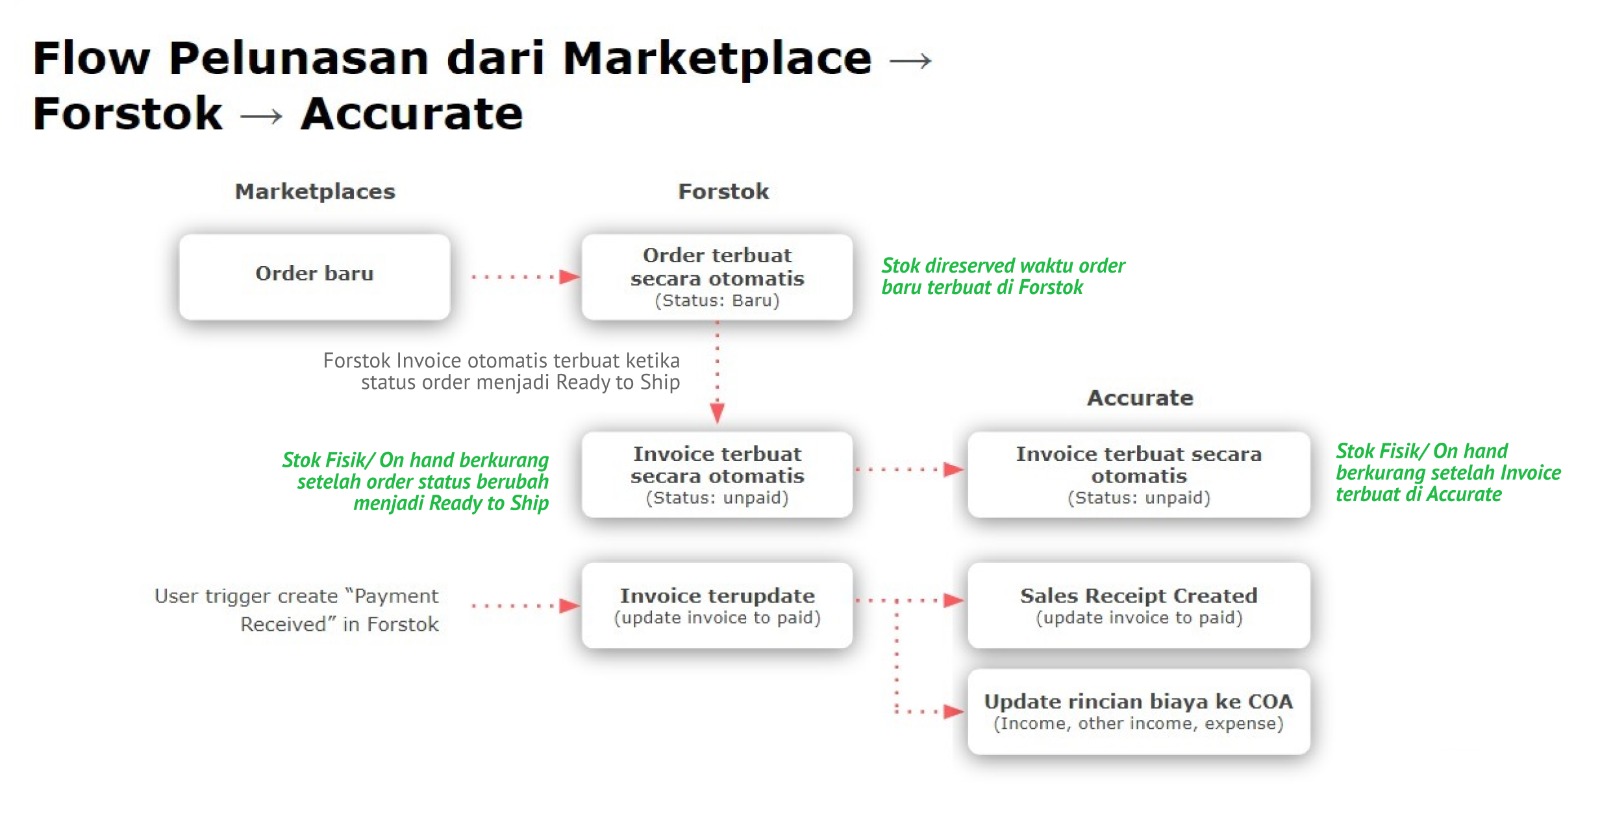 Flow Pelunasan dari Marketplace →
Forstok → Accurate
Marketplaces
Forstok
Order baru
Order terbuat
secara otomatis
(Status: Baru)
Stok direserved waktu order
baru terbuat di Forstok
Forstok Invoice otomatis terbuat ketika
status order menjadi Ready to Ship
Accurate
Stok Fisik/ On hand berkurang
setelah order status berubah
menjadi Ready to Ship
Invoice terbuat
secara otomatis
(Status: unpaid)
Invoice terbuat secara
otomatis
(Status: unpaid)
Stok Fisik/ On hand
berkurang setelah Invoice
terbuat di Accurate
User trigger create “Payment
Received” in Forstok
Invoice terupdate
(update invoice to paid)
Sales Receipt Created
(update invoice to paid)
Update rincian biaya ke COA
(Income, other income, expense)